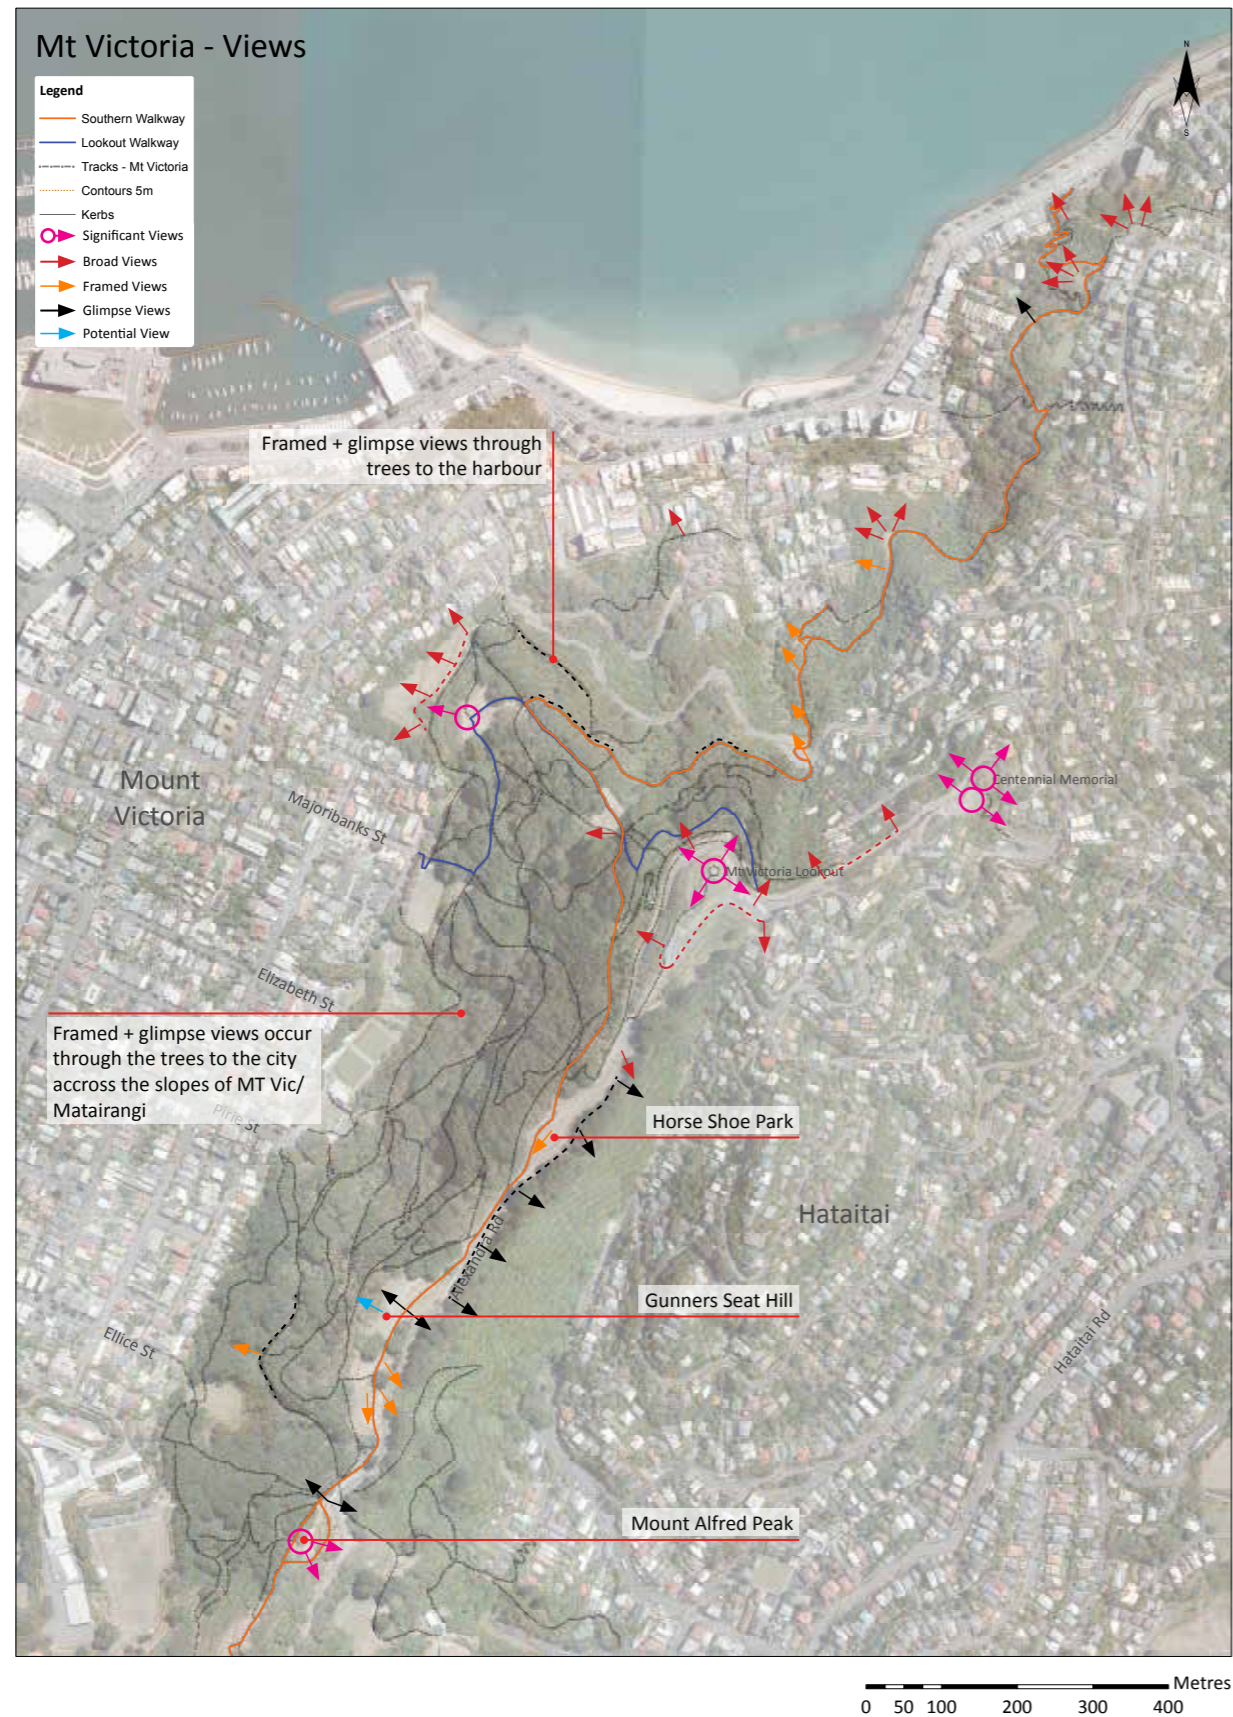 Mt Victoria - Views
N
S
Legend
Southern Walkway
Lookout Walkway
Tracks - Mt Victoria
Contours 5m
Kerbs
Significant Views
Broad Views
Framed Views
Glimpse Views
Potential View
Framed + glimpse views through
trees to the harbour
Mount
Victoria
Majoribanks St
Centennial Memorial
Mt Victoria Lookout
Elizabeth St
Framed + glimpse views occur
through the trees to the city
accross the slopes of MT Vic/
Matairangi
Pirie St
Horse Shoe Park
Hataitai
Alexandra Rd
Gunners Seat Hill
Ellice St
Hataitai Rd
Mount Alfred Peak
Metres
0 50 100 200 300 400